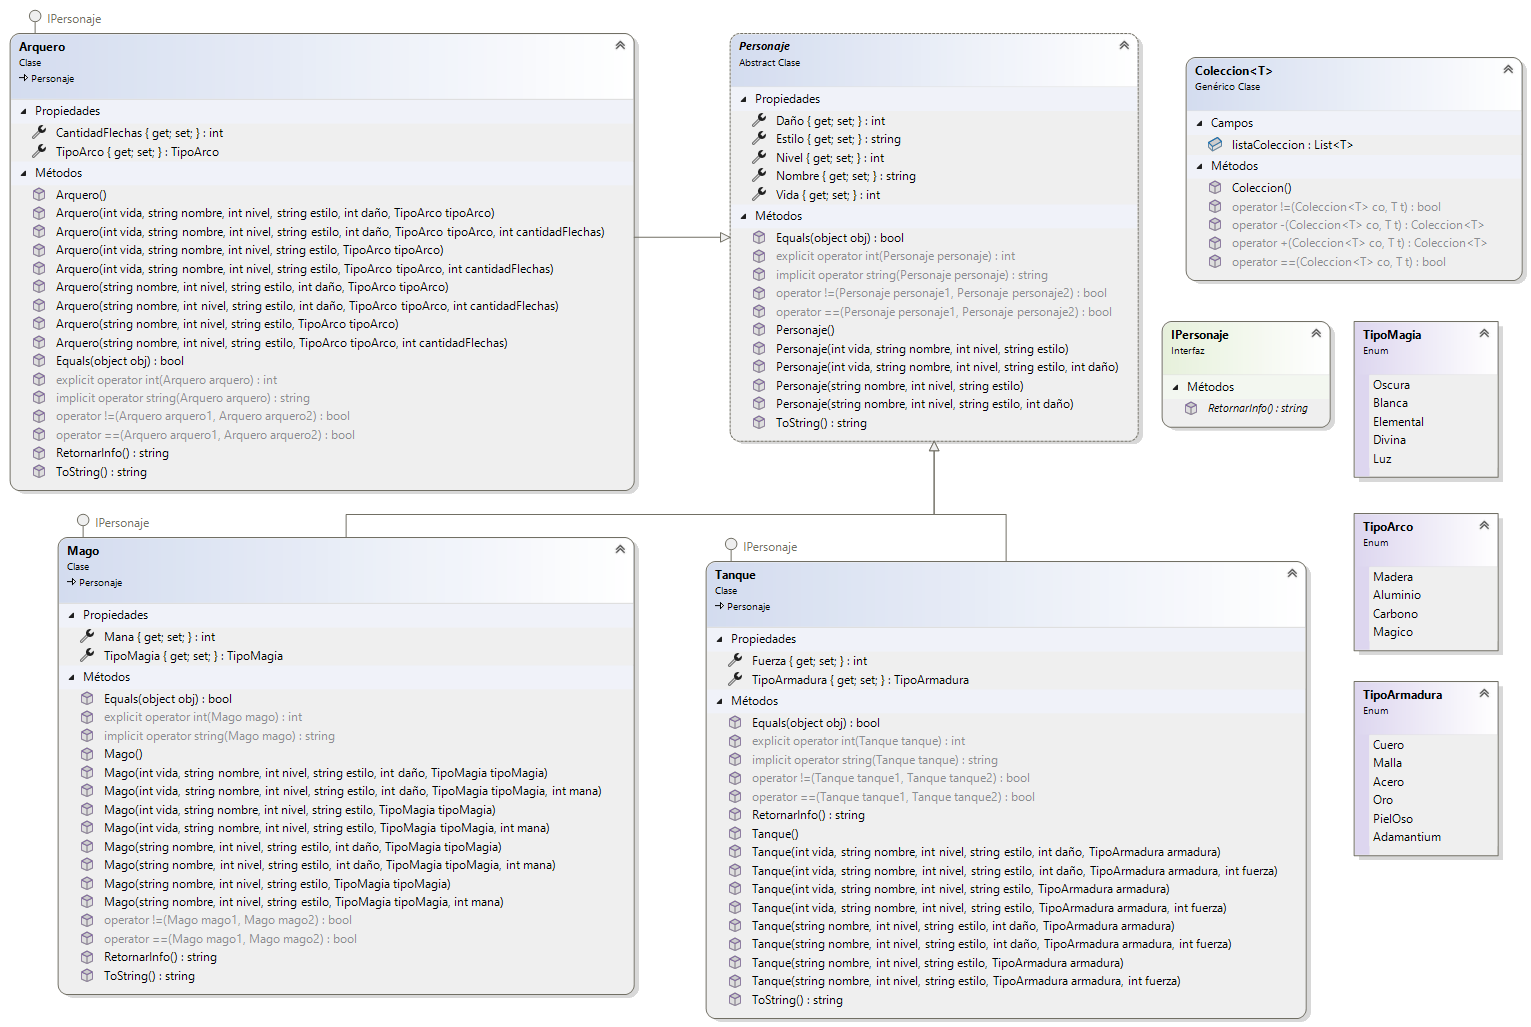 IPersonaje
Arquero
Clase
Personaje
Propiedades
CantidadFlechas { get; set; } : int
TipoArco { get; set; } : TipoArco
Métodos
Arquero()
Arquero(int vida, string nombre, int nivel, string estilo, int daño, TipoArco tipoArco)
Arquero(int vida, string nombre, int nivel, string estilo, int daño, TipoArco tipoArco, int cantidadFlechas)
Arquero(int vida, string nombre, int nivel, string estilo, TipoArco tipoArco)
Arquero(int vida, string nombre, int nivel, string estilo, TipoArco tipoArco, int cantidadFlechas)
Arquero(string nombre, int nivel, string estilo, int daño, TipoArco tipoArco)
Arquero(string nombre, int nivel, string estilo, int daño, TipoArco tipoArco, int cantidadFlechas)
Arquero(string nombre, int nivel, string estilo, TipoArco tipoArco)
Arquero(string nombre, int nivel, string estilo, TipoArco tipoArco, int cantidadFlechas)
Equals(object obj) : bool
explicit operator int(Arquero arquero) : int
implicit operator string(Arquero arquero) : string
operator !=(Arquero arquero1, Arquero arquero2) : bool
operator ==(Arquero arquero1, Arquero arquero2) : bool
RetornarInfo() : string
ToString() : string
Personaje
Abstract Clase
Propiedades
Daño { get; set; } : int
Estilo { get; set; } : string
Nivel { get; set; } : int
Nombre { get; set; } : string
Vida { get; set; } : int
Métodos
Equals(object obj) : bool
explicit operator int(Personaje personaje) : int
implicit operator string(Personaje personaje) : string
operator !=(Personaje personaje1, Personaje personaje2) : bool
operator ==(Personaje personaje1, Personaje personaje2) : bool
Personaje()
Personaje(int vida, string nombre, int nivel, string estilo)
Personaje(int vida, string nombre, int nivel, string estilo, int daño)
Personaje(string nombre, int nivel, string estilo)
Personaje(string nombre, int nivel, string estilo, int daño)
ToString() : string
Coleccion<T>
Genérico Clase
Campos
listaColeccion : List<T>
Métodos
Coleccion()
operator !=(Coleccion<T> co, T t) : bool
operator -(Coleccion<T> co, T t) : Coleccion<T>
operator +(Coleccion<T> co, T t) : Coleccion<T>
operator ==(Coleccion<T> co, T t) : bool
IPersonaje
Interfaz
Métodos
RetornarInfo() : string
TipoMagia
Enum
Oscura
Blanca
Elemental
Divina
Luz
TipoArco
Enum
Madera
Aluminio
Carbono
Magico
TipoArmadura
Enum
Cuero
Malla
Acero
Oro
PielOso
Adamantium
IPersonaje
Mago
Clase
Personaje
Propiedades
Mana { get; set; } : int
TipoMagia { get; set; } : TipoMagia
Métodos
Equals(object obj) : bool
explicit operator int(Mago mago) : int
implicit operator string(Mago mago) : string
Mago()
Mago(int vida, string nombre, int nivel, string estilo, int daño, TipoMagia tipoMagia)
Mago(int vida, string nombre, int nivel, string estilo, int daño, TipoMagia tipoMagia, int mana)
Mago(int vida, string nombre, int nivel, string estilo, TipoMagia tipoMagia)
Mago(int vida, string nombre, int nivel, string estilo, TipoMagia tipoMagia, int mana)
Mago(string nombre, int nivel, string estilo, int daño, TipoMagia tipoMagia)
Mago(string nombre, int nivel, string estilo, int daño, TipoMagia tipoMagia, int mana)
Mago(string nombre, int nivel, string estilo, TipoMagia tipoMagia)
Mago(string nombre, int nivel, string estilo, TipoMagia tipoMagia, int mana)
operator !=(Mago mago1, Mago mago2) : bool
operator ==(Mago mago1, Mago mago2) : bool
RetornarInfo() : string
ToString() : string
IPersonaje
Tanque
Clase
Personaje
Propiedades
Fuerza { get; set; } : int
TipoArmadura { get; set; } : TipoArmadura
Métodos
Equals(object obj) : bool
explicit operator int(Tanque tanque) : int
implicit operator string(Tanque tanque) : string
operator !=(Tanque tanque1, Tanque tanque2) : bool
operator ==(Tanque tanque1, Tanque tanque2) : bool
RetornarInfo() : string
Tanque()
Tanque(int vida, string nombre, int nivel, string estilo, int daño, TipoArmadura armadura)
Tanque(int vida, string nombre, int nivel, string estilo, int daño, TipoArmadura armadura, int fuerza)
Tanque(int vida, string nombre, int nivel, string estilo, TipoArmadura armadura)
Tanque(int vida, string nombre, int nivel, string estilo, TipoArmadura armadura, int fuerza)
Tanque(string nombre, int nivel, string estilo, int daño, TipoArmadura armadura)
Tanque(string nombre, int nivel, string estilo, int daño, TipoArmadura armadura, int fuerza)
Tanque(string nombre, int nivel, string estilo, TipoArmadura armadura)
Tanque(string nombre, int nivel, string estilo, TipoArmadura armadura, int fuerza)
ToString() : string